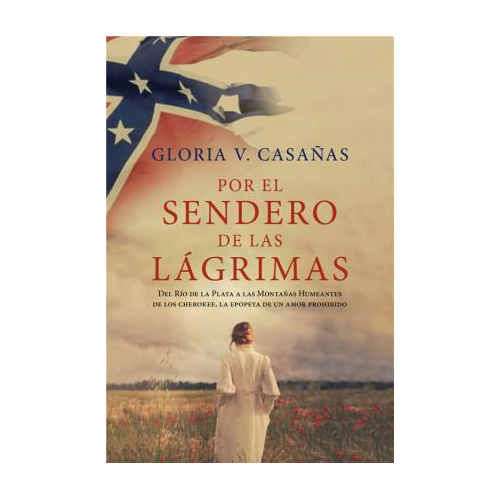 GLORIA V. CASAÑAS
POR EL
SENDERO
DE LAS
LÁGRIMAS
DEL RÍO DE LA PLATA A LAS MONTAÑAS HUMEANTES
DE LOS CHEROKEE, LA EPOPEYA DE UN AMOR PROHIBIDO